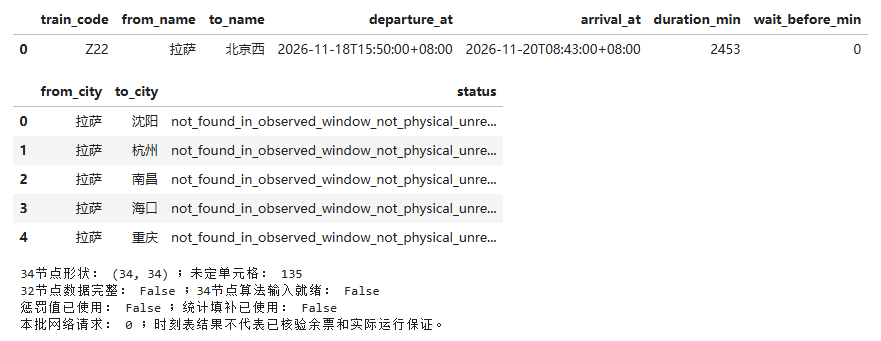 train_code from_name to_name departure_at arrival_at duration_min wait_before_min
0 Z22 拉萨 北京西 2026-11-18T15:50:00+08:00 2026-11-20T08:43:00+08:00 2453 0
from_city to_city status
0 拉萨 沈阳 not_found_in_observed_window_not_physical_unre...
1 拉萨 杭州 not_found_in_observed_window_not_physical_unre...
2 拉萨 南昌 not_found_in_observed_window_not_physical_unre...
3 拉萨 海口 not_found_in_observed_window_not_physical_unre...
4 拉萨 重庆 not_found_in_observed_window_not_physical_unre...
34节点形状： (34, 34) ；未定单元格： 135
32节点数据完整： False ；34节点算法输入就绪： False
惩罚值已使用： False ；统计填补已使用： False
本批网络请求： 0 ；时刻表结果不代表已核验余票和实际运行保证。